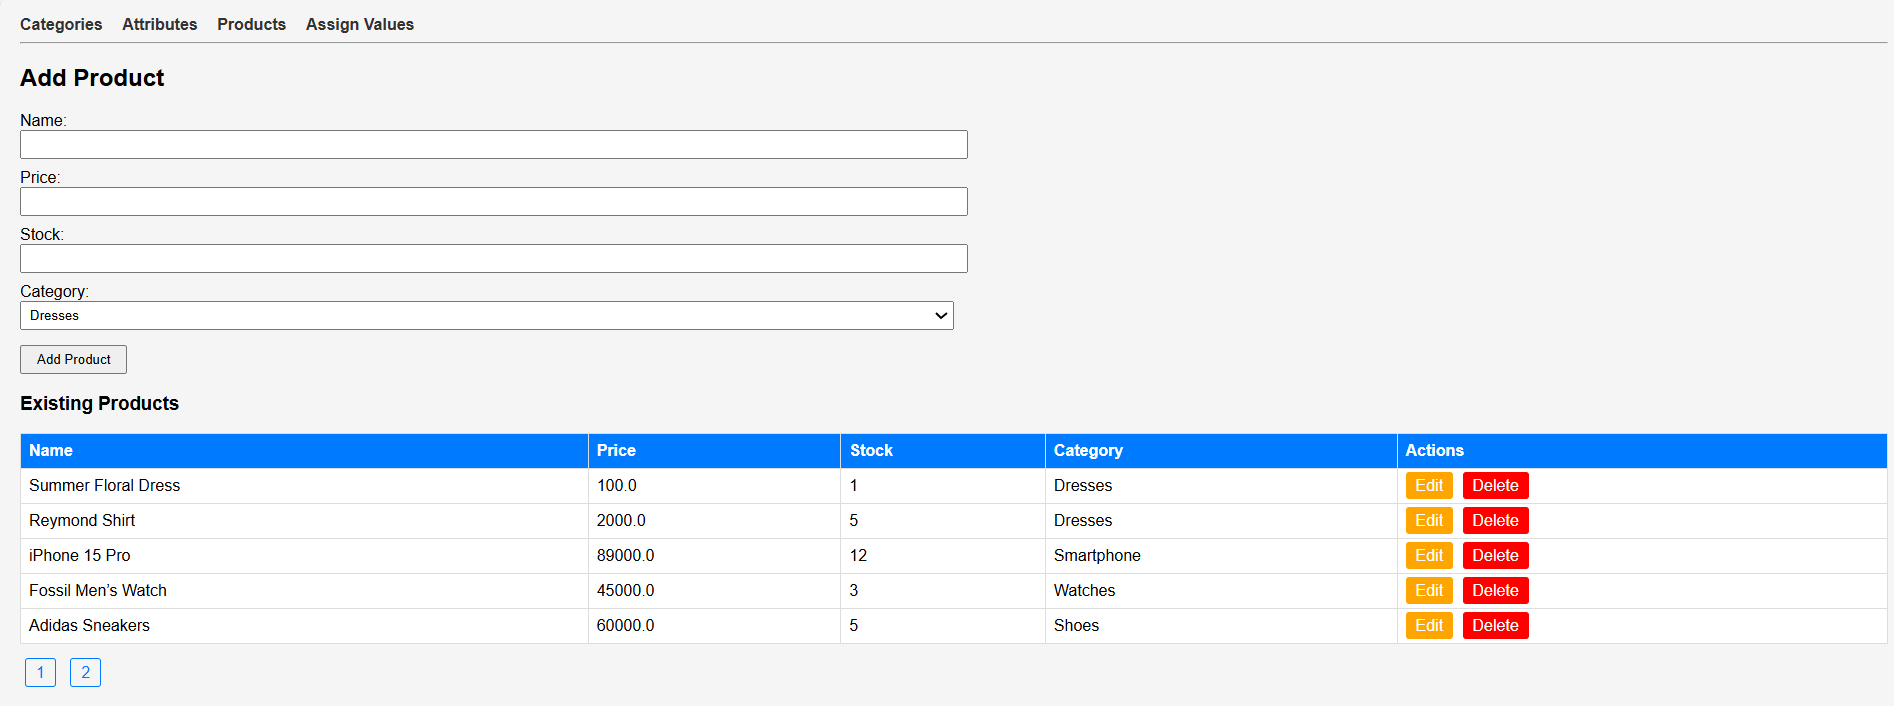 Categories Attributes Products Assign Values
Add Product
Name:
Price:
Stock:
Category:
Dresses
Add Product
Existing Products
Name Price Stock Category Actions
Summer Floral Dress 100.0 1 Dresses Edit Delete
Reymond Shirt 2000.0 5 Dresses Edit Delete
iPhone 15 Pro 89000.0 12 Smartphone Edit Delete
Fossil Men’s Watch 45000.0 3 Watches Edit Delete
Adidas Sneakers 60000.0 5 Shoes Edit Delete
1 2